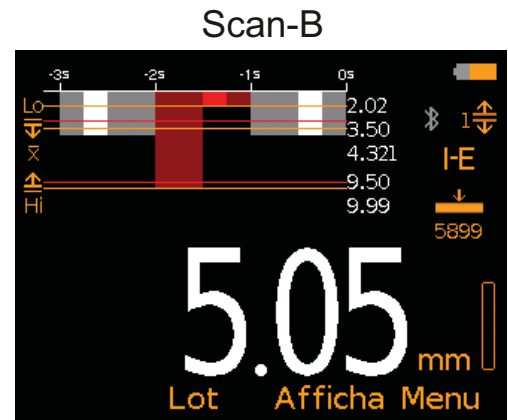 Scan-B
-3s -2s -1s 0s
Lo 2.02
3.50
1
x̅ 4.321
I-E
9.50
Hi 9.99
5899
5.05 mm
Lot Afficha Menu